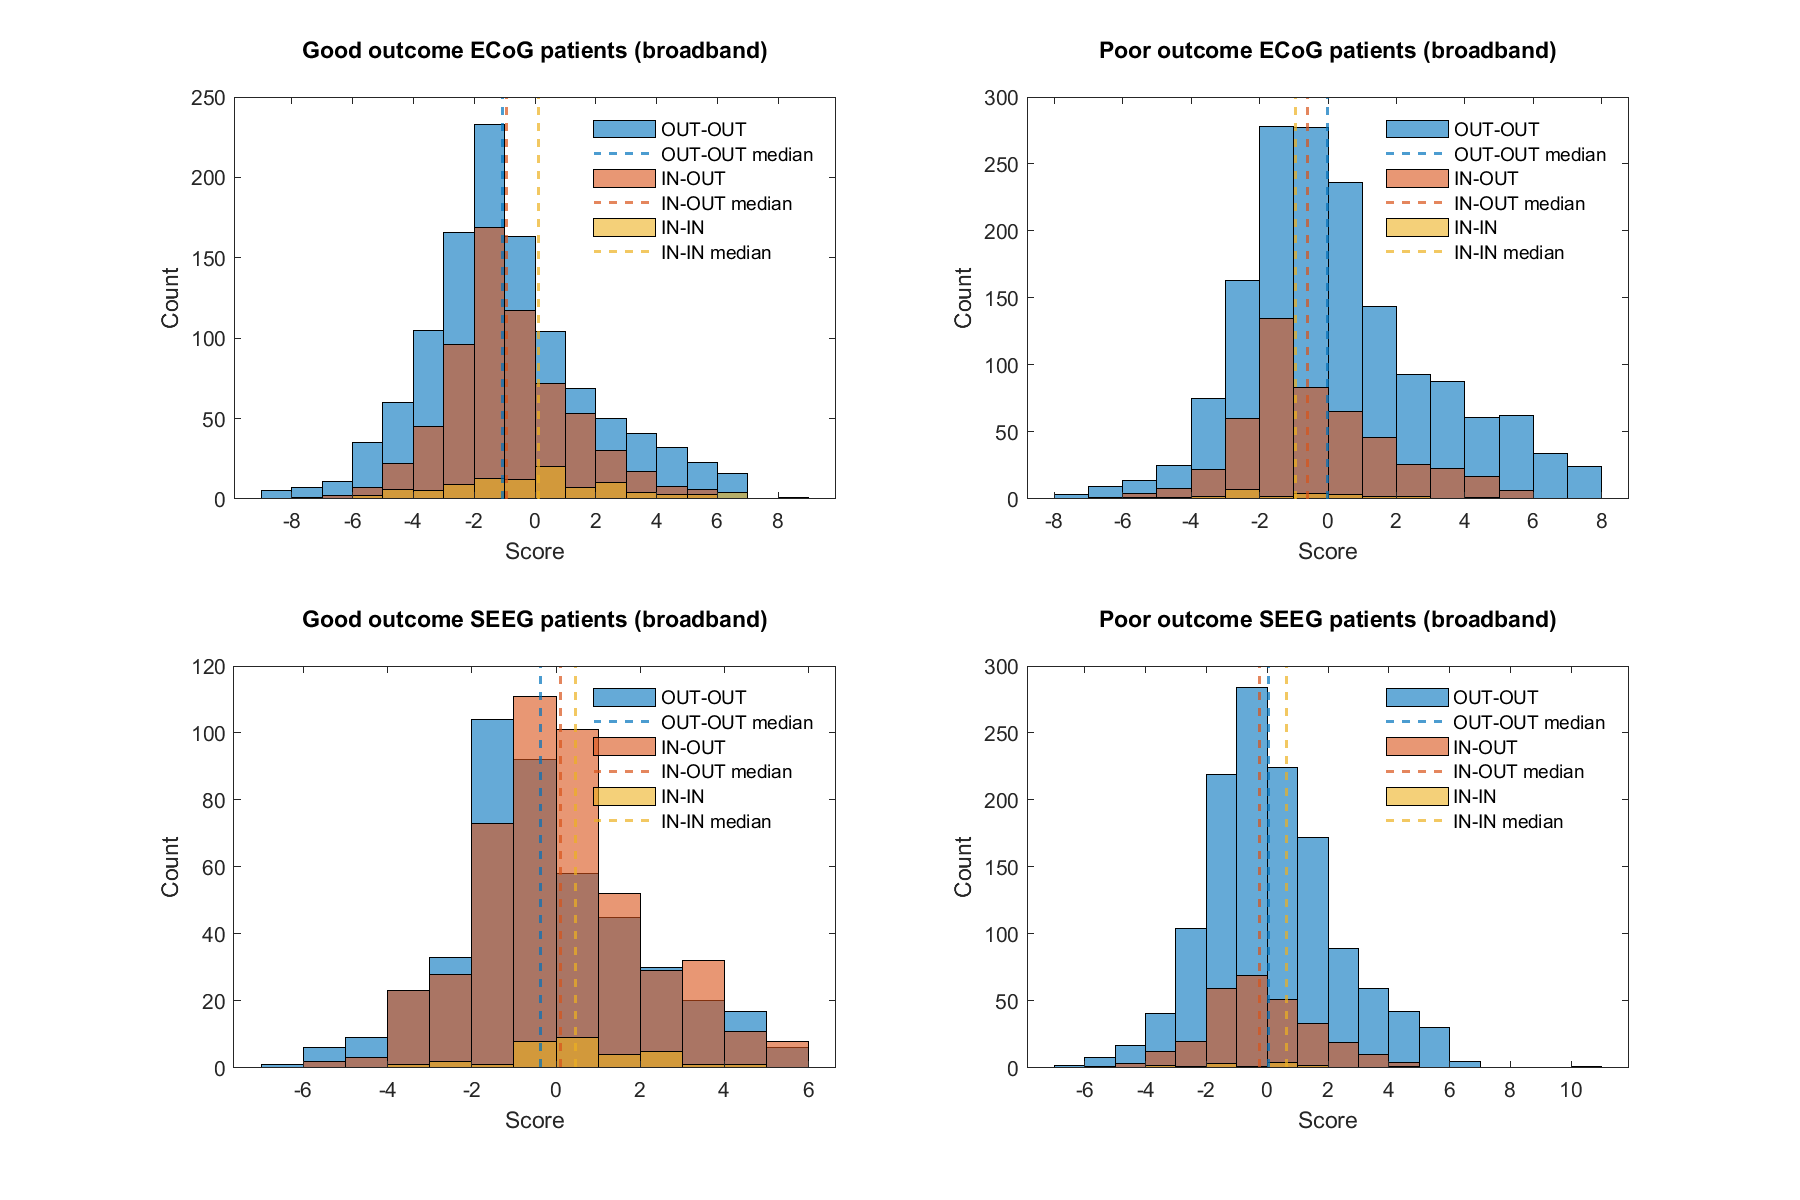 Good outcome ECoG patients (broadband)
250
200
150
100
50
0
Count
-8 -6 -4 -2 0 2 4 6 8
Score
OUT-OUT
OUT-OUT median
IN-OUT
IN-OUT median
IN-IN
IN-IN median
Poor outcome ECoG patients (broadband)
300
250
200
150
100
50
0
Count
-8 -6 -4 -2 0 2 4 6 8
Score
OUT-OUT
OUT-OUT median
IN-OUT
IN-OUT median
IN-IN
IN-IN median
Good outcome SEEG patients (broadband)
120
100
80
60
40
20
0
Count
-6 -4 -2 0 2 4 6
Score
OUT-OUT
OUT-OUT median
IN-OUT
IN-OUT median
IN-IN
IN-IN median
Poor outcome SEEG patients (broadband)
300
250
200
150
100
50
0
Count
-6 -4 -2 0 2 4 6 8 10
Score
OUT-OUT
OUT-OUT median
IN-OUT
IN-OUT median
IN-IN
IN-IN median